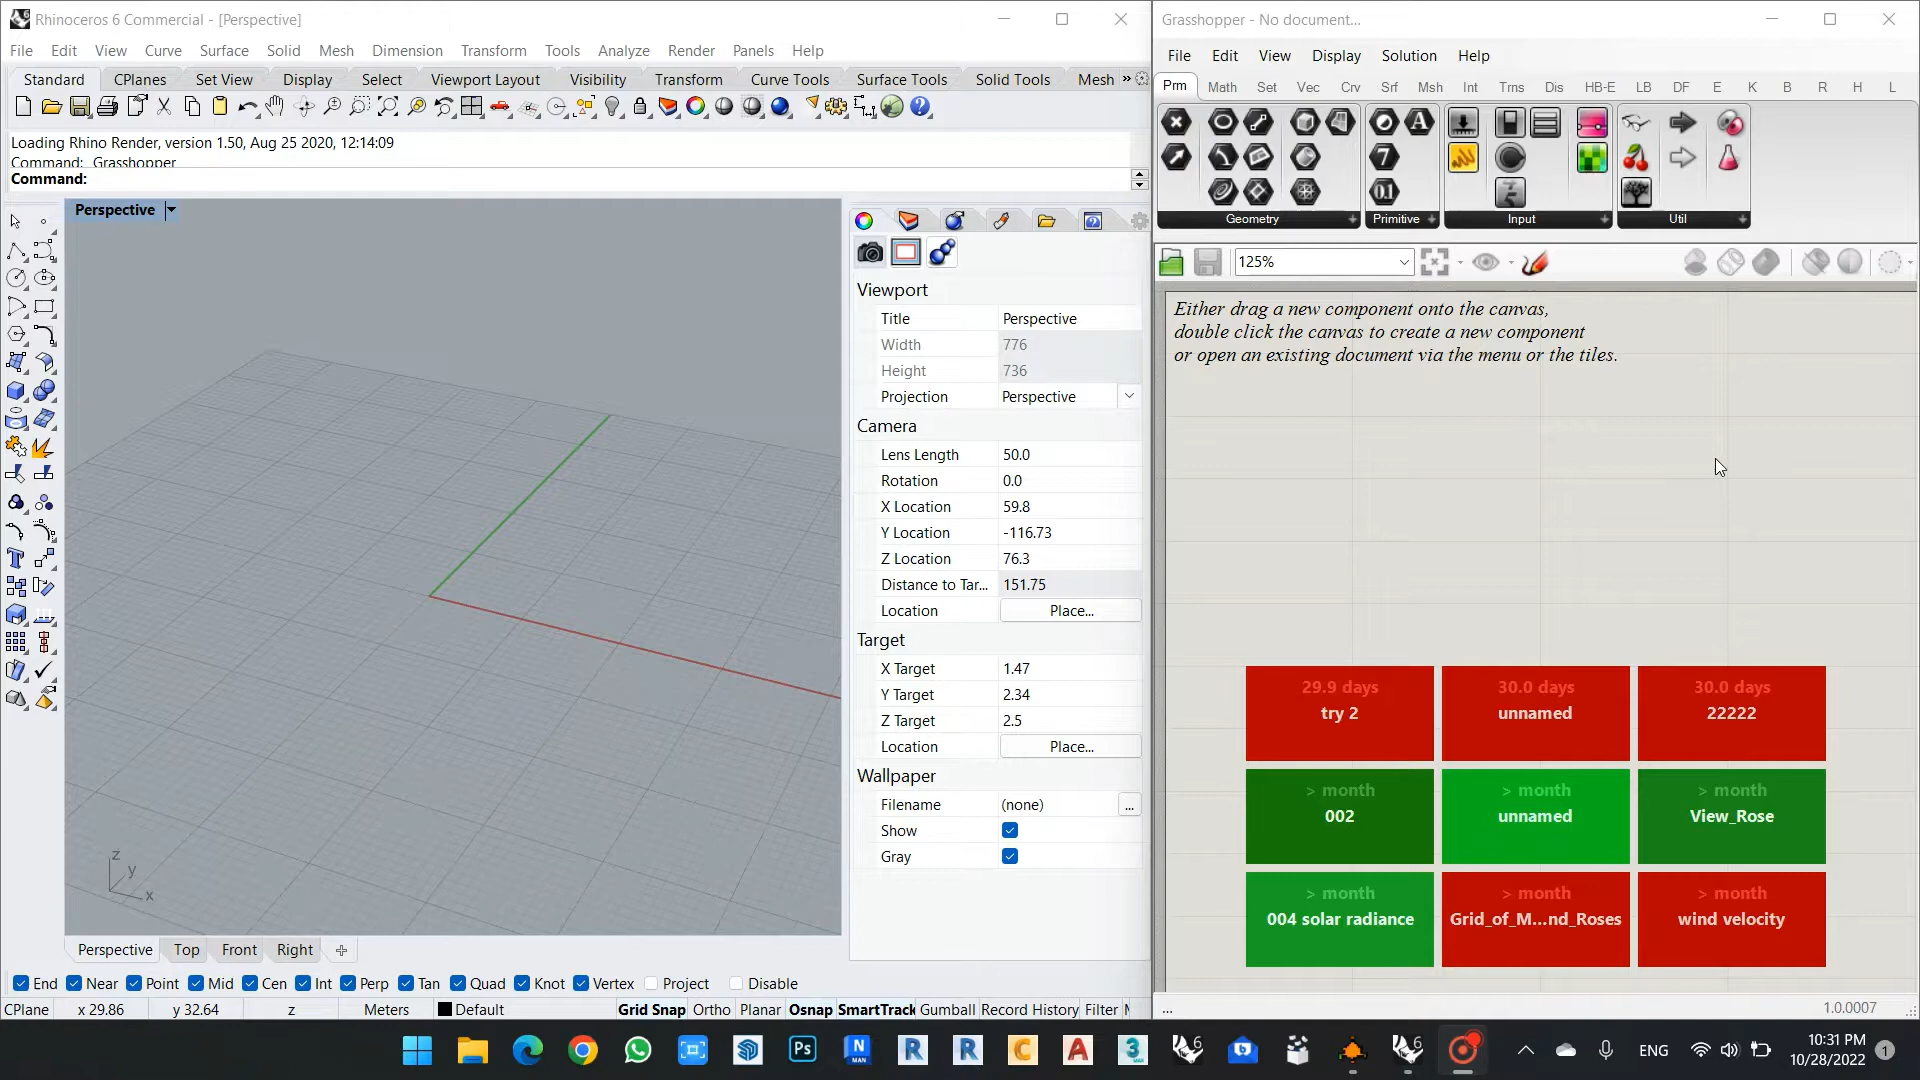 Rhinoceros 6 Commercial - [Perspective]
File Edit View Curve Surface Solid Mesh Dimension Transform Tools Analyze Render Panels Help
Standard CPlanes Set View Display Select Viewport Layout Visibility Transform Curve Tools Surface Tools Solid Tools Mesh »
Loading Rhino Render, version 1.50, Aug 25 2020, 12:14:09
Command: _Grasshopper
Command:
Perspective
Viewport
Title Perspective
Width 776
Height 736
Projection Perspective
Camera
Lens Length 50.0
Rotation 0.0
X Location 59.8
Y Location -116.73
Z Location 76.3
Distance to Tar... 151.75
Location Place...
Target
X Target 1.47
Y Target 2.34
Z Target 2.5
Location Place...
Wallpaper
Filename (none) ...
Show
Gray
z
y
x
Perspective Top Front Right
End Near Point Mid Cen Int Perp Tan Quad Knot Vertex Project Disable
CPlane x 29.86 y 32.64 z Meters Default Grid Snap Ortho Planar Osnap SmartTrack Gumball Record History Filter
Grasshopper - No document...
File Edit View Display Solution Help
Prm Math Set Vec Crv Srf Msh Int Trns Dis HB-E LB DF E K B R H L
Geometry Primitive Input Util
125%
Either drag a new component onto the canvas,
double click the canvas to create a new component
or open an existing document via the menu or the tiles.
29.9 days
try 2
30.0 days
unnamed
30.0 days
22222
> month
002
> month
unnamed
> month
View_Rose
> month
004 solar radiance
> month
Grid_of_M...nd_Roses
> month
wind velocity
... 1.0.0007
ENG
10:31 PM
10/28/2022
1